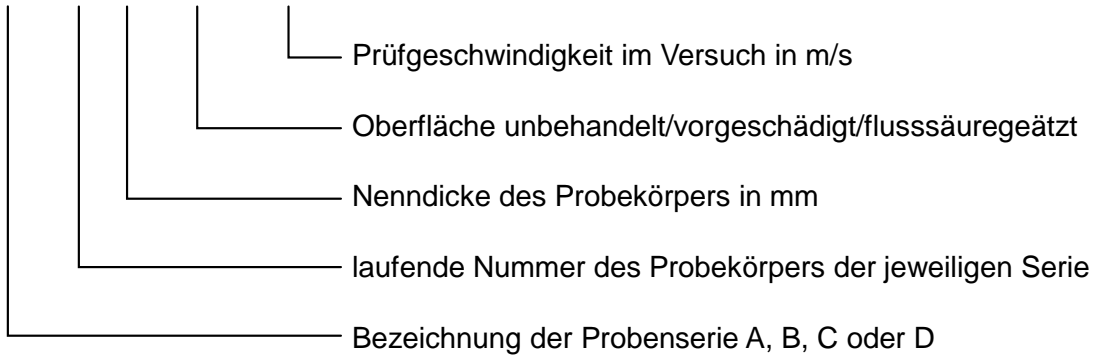 Prüfgeschwindigkeit im Versuch in m/s
Oberfläche unbehandelt/vorgeschädigt/flusssäuregeätzt
Nenndicke des Probekörpers in mm
laufende Nummer des Probekörpers der jeweiligen Serie
Bezeichnung der Probenserie A, B, C oder D